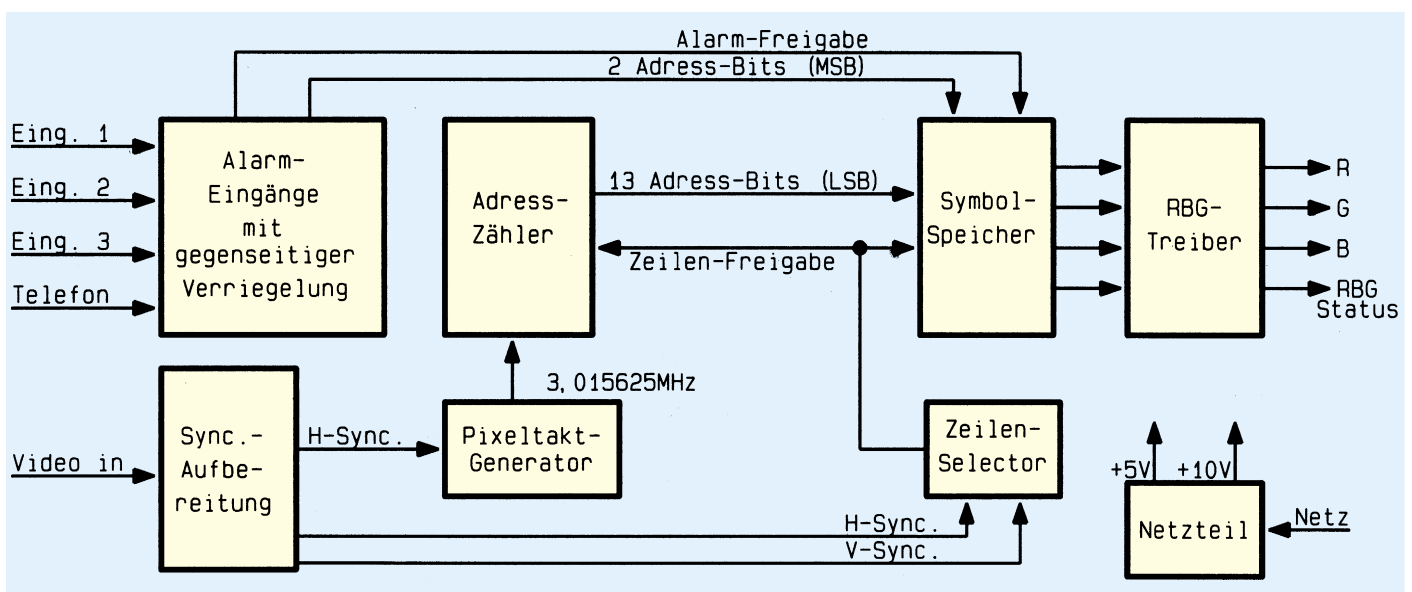 Alarm-Freigabe
2 Adress-Bits (MSB)
Eing. 1
Eing. 2
Eing. 3
Telefon
Alarm-
Eingänge
mit
gegenseitiger
Verriegelung
Adress-
Zähler
13 Adress-Bits (LSB)
Zeilen-Freigabe
Symbol-
Speicher
RBG-
Treiber
R
G
B
RBG
Status
3,015625MHz
Video in
Sync.-
Aufbe-
reitung
H-Sync.
Pixeltakt-
Generator
Zeilen-
Selector
H-Sync.
V-Sync.
+5V
+10V
Netzteil
Netz